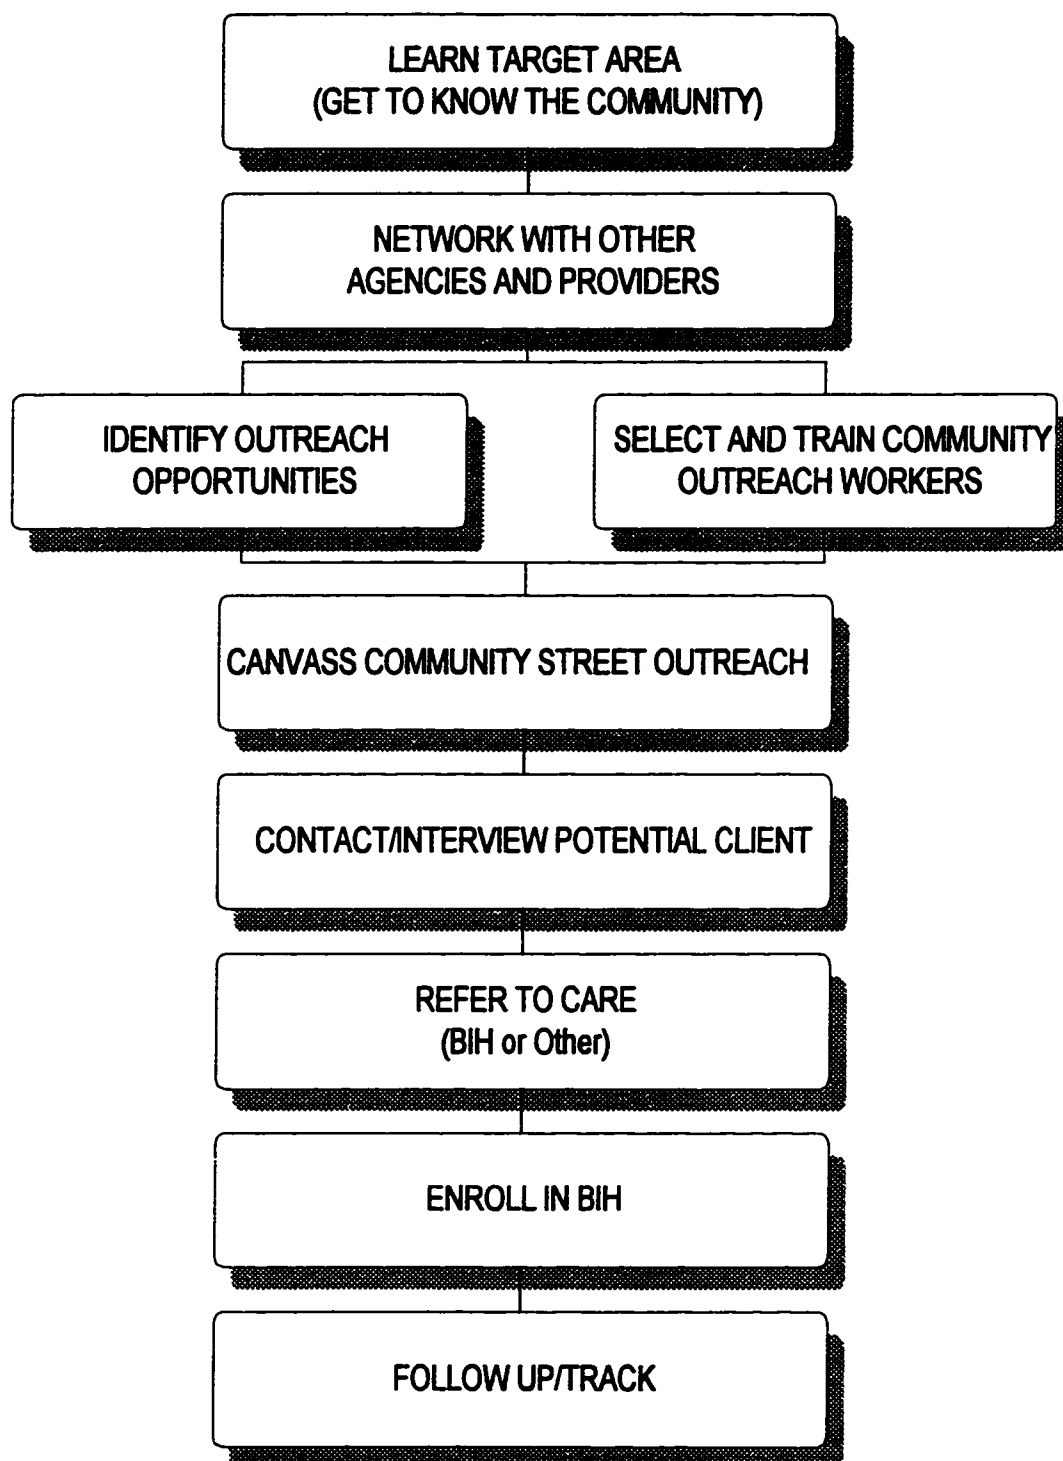 LEARN TARGET AREA
(GET TO KNOW THE COMMUNITY)
NETWORK WITH OTHER
AGENCIES AND PROVIDERS
IDENTIFY OUTREACH
OPPORTUNITIES
SELECT AND TRAIN COMMUNITY
OUTREACH WORKERS
CANVASS COMMUNITY STREET OUTREACH
CONTACT/INTERVIEW POTENTIAL CLIENT
REFER TO CARE
(BIH or Other)
ENROLL IN BIH
FOLLOW UP/TRACK